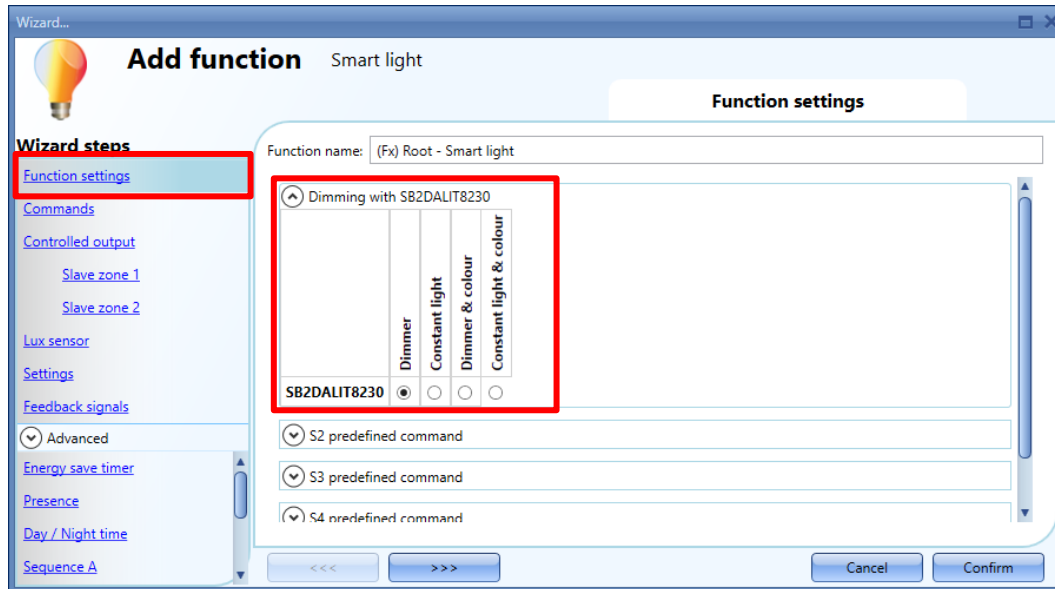 Wizard...
Add function Smart light
Function settings
Wizard steps
Function settings
Commands
Controlled output
Slave zone 1
Slave zone 2
Lux sensor
Settings
Feedback signals
Advanced
Energy save timer
Presence
Day / Night time
Sequence A
Function name: (Fx) Root - Smart light
Dimming with SB2DALIT8230
Dimmer
Constant light
Dimmer & colour
Constant light & colour
SB2DALIT8230
S2 predefined command
S3 predefined command
S4 predefined command
<<< >>> Cancel Confirm